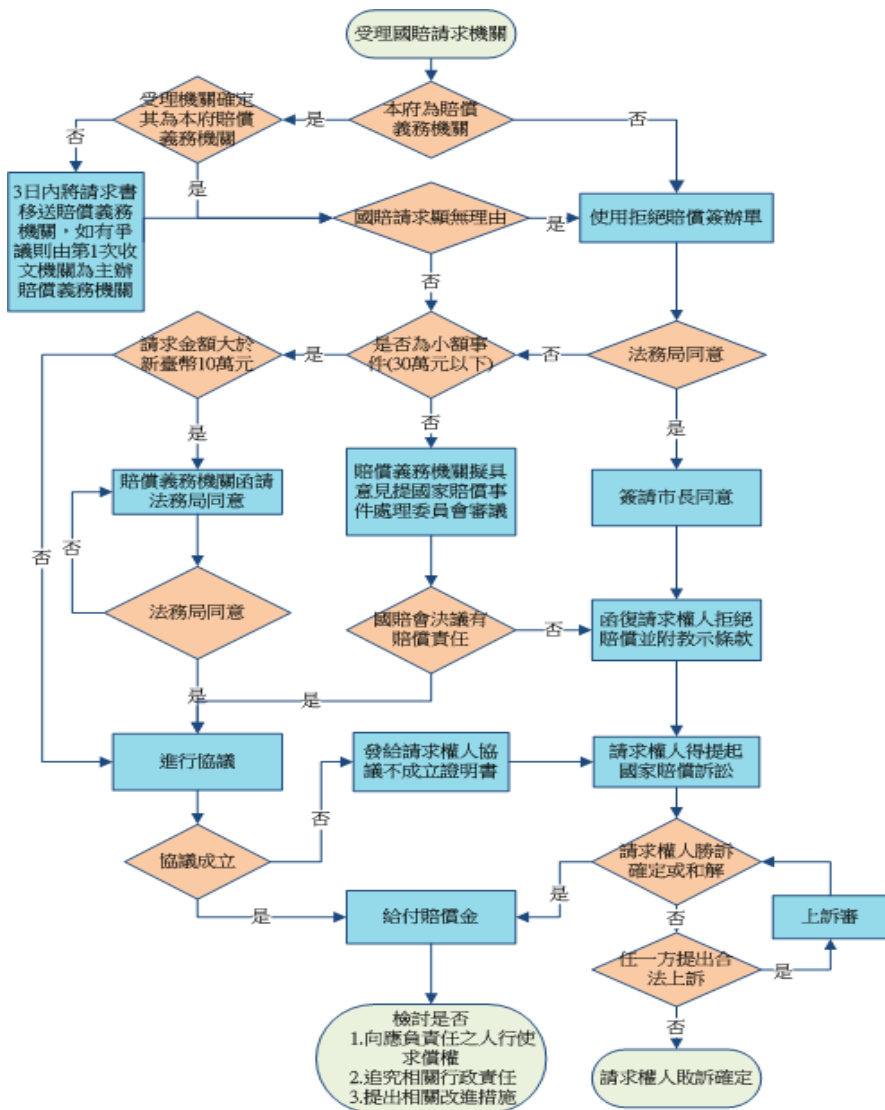 受理國賠請求機關
受理機關確定
其為本府賠償
義務機關
是
本府為賠償
義務機關
否
否
是
3日內將請求書
移送賠償義務
機關，如有爭
議則由第1次收
文機關為主辦
賠償義務機關
國賠請求顯無理由
是
使用拒絕賠償簽辦單
否
請求金額大於
新臺幣10萬元
是
是否為小額事
件(30萬元以下)
否
法務局同意
是
否
是
賠償義務機關函請
法務局同意
賠償義務機關擬具
意見提國家賠償事
件處理委員會審議
簽請市長同意
否
否
法務局同意
國賠會決議有
賠償責任
否
函復請求權人拒絕
賠償並附教示條款
是
是
進行協議
發給請求權人協
議不成立證明書
請求權人得提起
國家賠償訴訟
否
協議成立
請求權人勝訴
確定或和解
是
是
給付賠償金
否
上訴審
任一方提出合
法上訴
是
檢討是否
1.向應負責任之人行使
求償權
2.追究相關行政責任
3.提出相關改進措施
否
請求權人敗訴確定